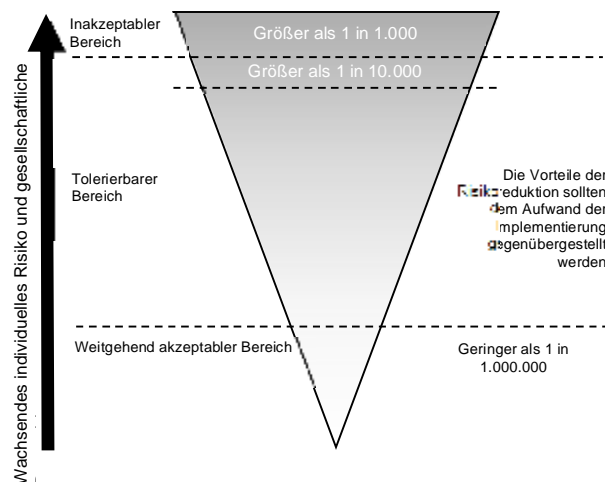 Inakzeptabler
Bereich
Größer als 1 in 1.000
Größer als 1 in 10.000
Tolerierbarer
Bereich
Die Vorteile der
Risikoreduktion sollten
dem Aufwand der
Implementierung
gegenübergestellt
werden
Weitgehend akzeptabler Bereich
Geringer als 1 in
1.000.000
Wachsendes individuelles Risiko und gesellschaftliche